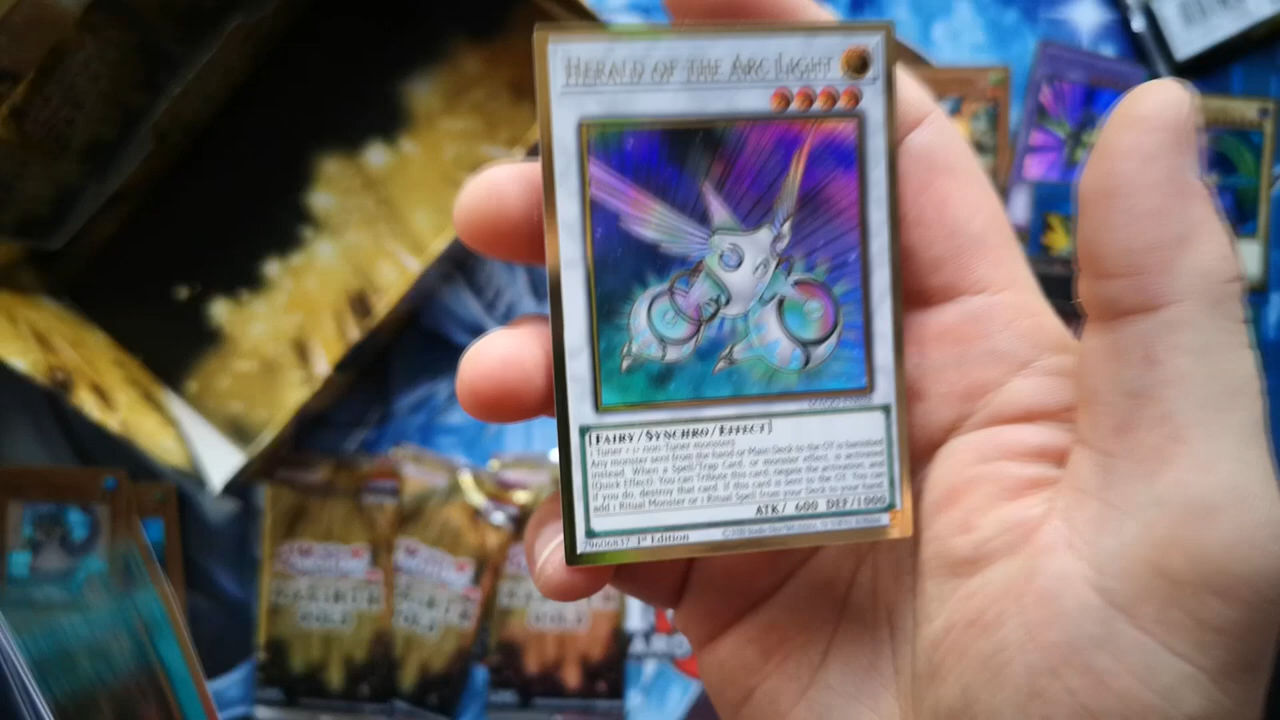 HERALD OF THE ARC LIGHT
[FAIRY/SYNCHRO/EFFECT]
1 Tuner + 1+ non-Tuner monsters
Any monster sent from the hand or Main Deck to the GY is banished
instead. When a Spell/Trap Card, or monster effect, is activated
(Quick Effect): You can Tribute this card; negate the activation, and
if you do, destroy that card. If this card is sent to the GY: You can
add 1 Ritual Monster or 1 Ritual Spell from your Deck to your hand.
ATK/ 600 DEF/1000
79606837 1st Edition
GOLD